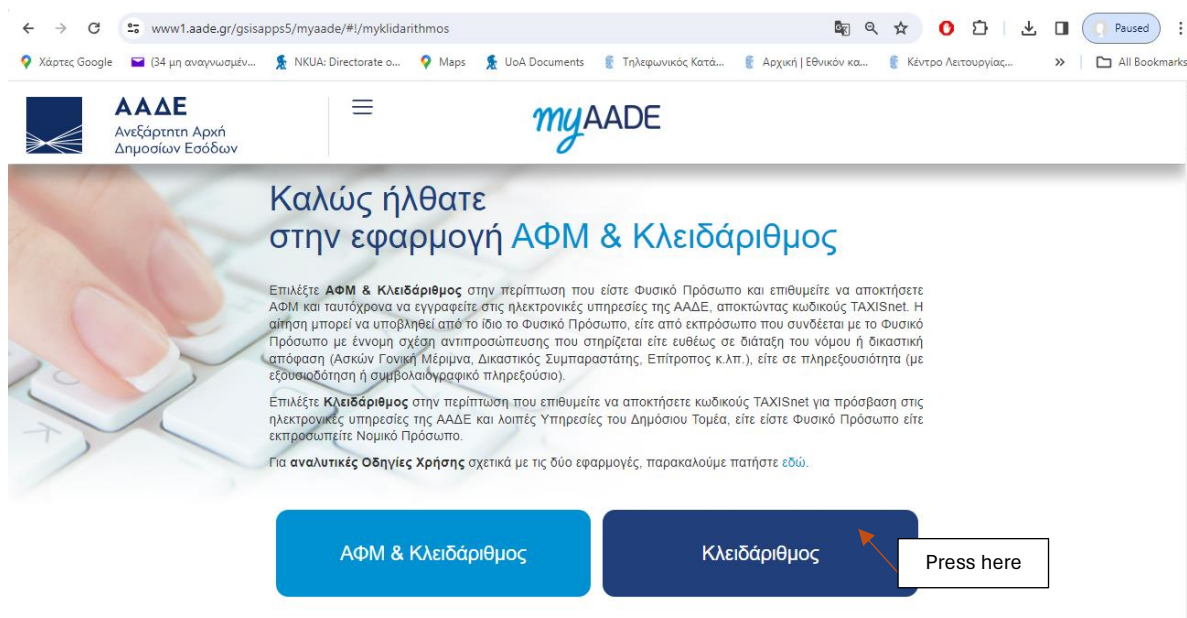 www1.aade.gr/gsisapps5/myaade/#!/myklidarithmos
Paused
Χάρτες Google
(34 μη αναγνωσμέν...
NKUA: Directorate o...
Maps
UoA Documents
Τηλεφωνικός Κατά...
Αρχική | Εθνικόν κα...
Κέντρο Λειτουργίας...
»
All Bookmarks
ΑΑΔΕ
Ανεξάρτητη Αρχή
Δημοσίων Εσόδων
myAADE
Καλώς ήλθατε
στην εφαρμογή ΑΦΜ & Κλειδάριθμος
Επιλέξτε ΑΦΜ & Κλειδάριθμος στην περίπτωση που είστε Φυσικό Πρόσωπο και επιθυμείτε να αποκτήσετε
ΑΦΜ και ταυτόχρονα να εγγραφείτε στις ηλεκτρονικές υπηρεσίες της ΑΑΔΕ, αποκτώντας κωδικούς TAXISnet. Η
αίτηση μπορεί να υποβληθεί από το ίδιο το Φυσικό Πρόσωπο, είτε από εκπρόσωπο που συνδέεται με το Φυσικό
Πρόσωπο με έννομη σχέση αντιπροσώπευσης που στηρίζεται είτε ευθέως σε διάταξη του νόμου ή δικαστική
απόφαση (Ασκών Γονική Μέριμνα, Δικαστικός Συμπαραστάτης, Επίτροπος κ.λπ.), είτε σε πληρεξουσιότητα (με
εξουσιοδότηση ή συμβολαιογραφικό πληρεξούσιο).
Επιλέξτε Κλειδάριθμος στην περίπτωση που επιθυμείτε να αποκτήσετε κωδικούς TAXISnet για πρόσβαση στις
ηλεκτρονικές υπηρεσίες της ΑΑΔΕ και λοιπές Υπηρεσίες του Δημόσιου Τομέα, είτε είστε Φυσικό Πρόσωπο είτε
εκπροσωπείτε Νομικό Πρόσωπο.
Για αναλυτικές Οδηγίες Χρήσης σχετικά με τις δύο εφαρμογές, παρακαλούμε πατήστε εδώ.
ΑΦΜ & Κλειδάριθμος
Κλειδάριθμος
Press here